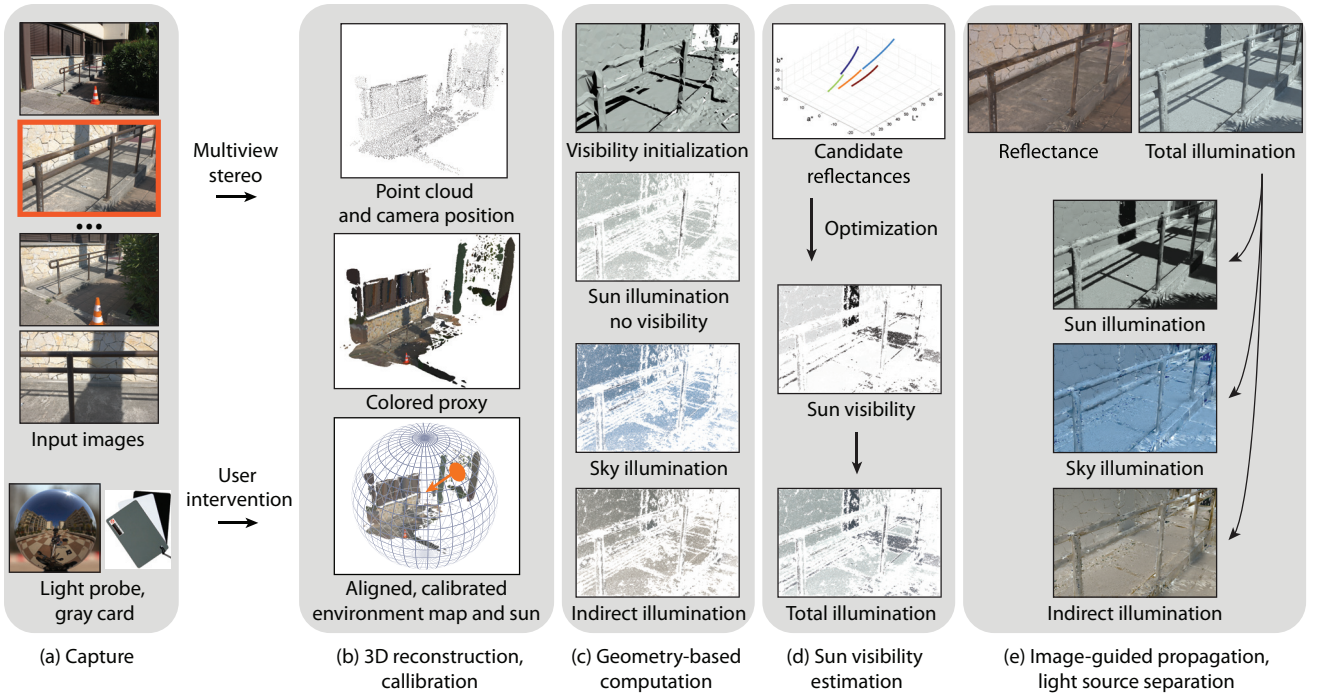 Input images
Light probe,
gray card
(a) Capture
Multiview
stereo
User
intervention
Point cloud
and camera position
Colored proxy
Aligned, calibrated
environment map and sun
(b) 3D reconstruction,
callibration
Visibility initialization
Sun illumination
no visibility
Sky illumination
Indirect illumination
(c) Geometry-based
computation
b*
a*
L*
Candidate
reflectances
Optimization
Sun visibility
Total illumination
(d) Sun visibility
estimation
Reflectance
Total illumination
Sun illumination
Sky illumination
Indirect illumination
(e) Image-guided propagation,
light source separation